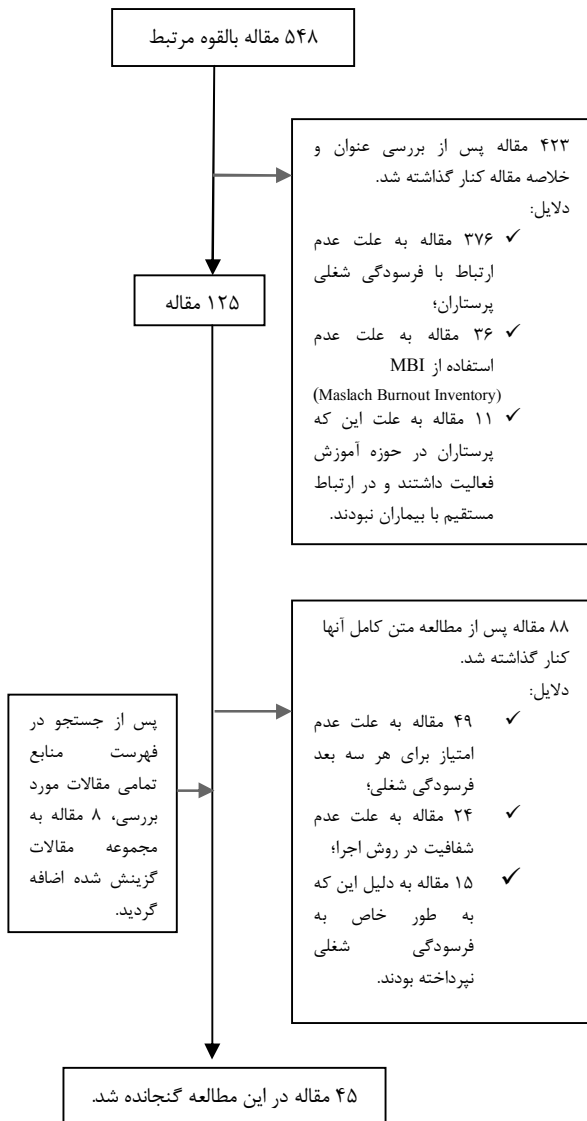 ۵۴۸ مقاله بالقوه مرتبط
۴۲۳ مقاله پس از بررسی عنوان و
خلاصه مقاله کنار گذاشته شد.
دلایل:
✓ ۳۷۶ مقاله به علت عدم
ارتباط با فرسودگی شغلی
پرستاران؛
✓ ۳۶ مقاله به علت عدم
استفاده از MBI
(Maslach Burnout Inventory)
✓ ۱۱ مقاله به علت این که
پرستاران در حوزه آموزش
فعالیت داشتند و در ارتباط
مستقیم با بیماران نبودند.
۱۲۵ مقاله
۸۸ مقاله پس از مطالعه متن کامل آنها
کنار گذاشته شد.
دلایل:
✓ ۴۹ مقاله به علت عدم
امتیاز برای هر سه بعد
فرسودگی شغلی؛
✓ ۲۴ مقاله به علت عدم
شفافیت در روش اجرا؛
✓ ۱۵ مقاله به دلیل این که
به طور خاص به
فرسودگی شغلی
نپرداخته بودند.
پس از جستجو در
فهرست منابع
تمامی مقالات مورد
بررسی، ۸ مقاله به
مجموعه مقالات
گزینش شده اضافه
گردید.
۴۵ مقاله در این مطالعه گنجانده شد.